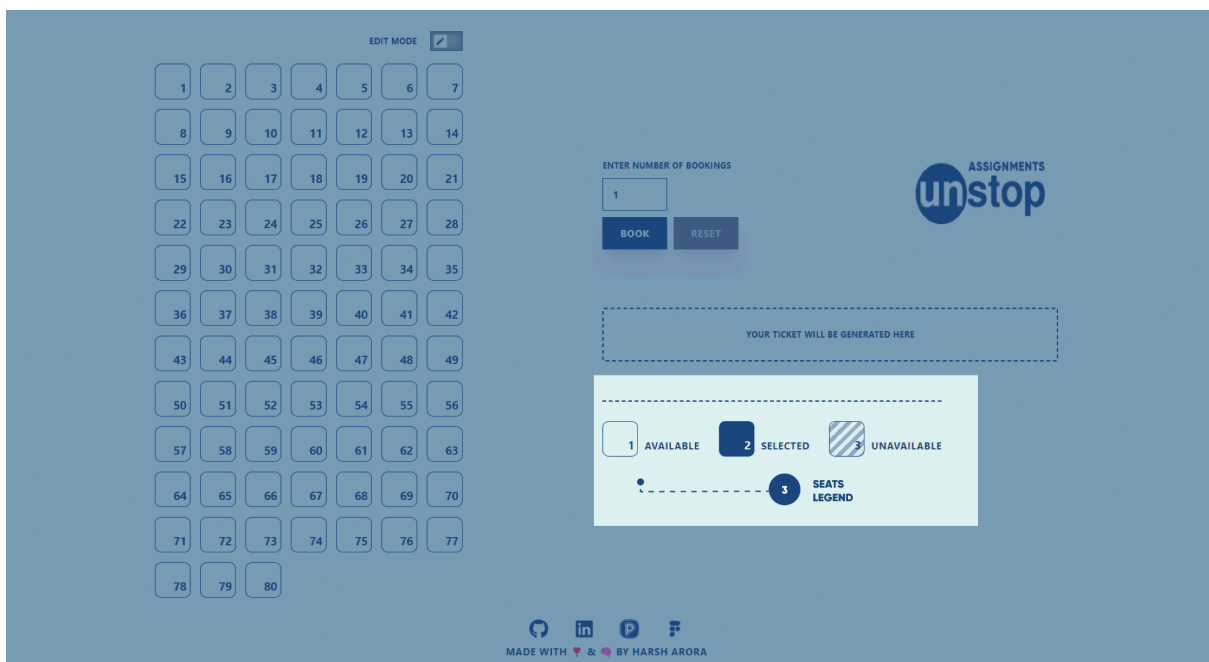 EDIT MODE
1 2 3 4 5 6 7
8 9 10 11 12 13 14
15 16 17 18 19 20 21
22 23 24 25 26 27 28
29 30 31 32 33 34 35
36 37 38 39 40 41 42
43 44 45 46 47 48 49
50 51 52 53 54 55 56
57 58 59 60 61 62 63
64 65 66 67 68 69 70
71 72 73 74 75 76 77
78 79 80
ENTER NUMBER OF BOOKINGS
1
BOOK RESET
ASSIGNMENTS
unstop
YOUR TICKET WILL BE GENERATED HERE
1 AVAILABLE 2 SELECTED 3 UNAVAILABLE
3 SEATS
LEGEND
in P
MADE WITH & BY HARSH ARORA